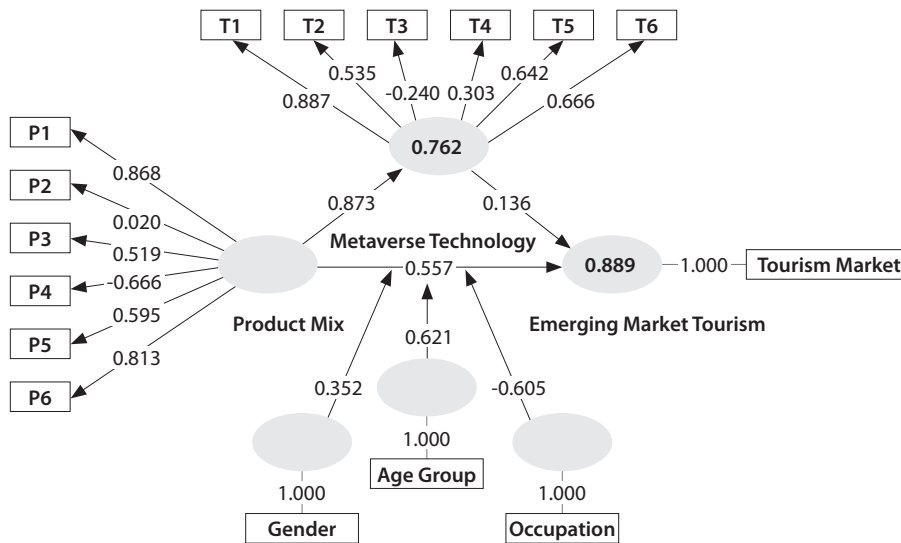 T1 T2 T3 T4 T5 T6
0.535
0.642
0.887
-0.240
0.303
0.666
P1
0.762
0.868
P2
0.873
0.136
0.020
P3
Metaverse Technology
0.519
0.557
0.889
1.000
Tourism Market
P4
-0.666
0.595
Product Mix
Emerging Market Tourism
P5
0.621
0.813
P6
0.352
-0.605
1.000
Age Group
1.000
1.000
Gender
Occupation